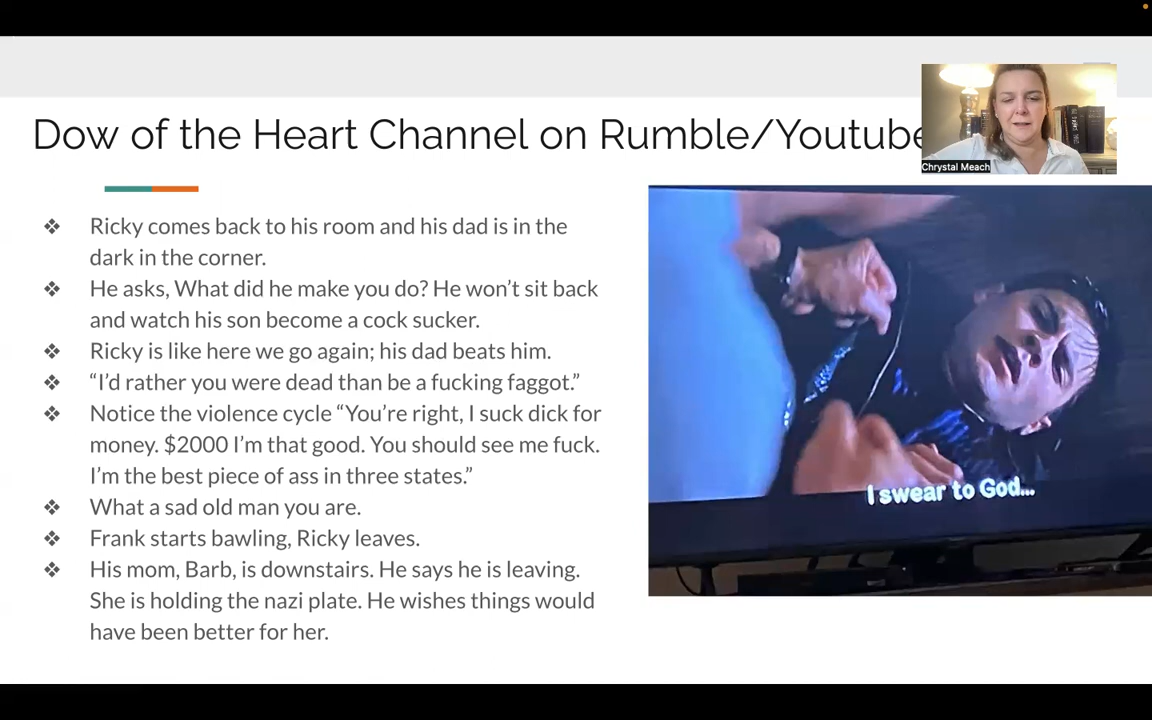 Dow of the Heart Channel on Rumble/Youtube
Chrystal Meach
❖ Ricky comes back to his room and his dad is in the
dark in the corner.
❖ He asks, What did he make you do? He won’t sit back
and watch his son become a cock sucker.
❖ Ricky is like here we go again; his dad beats him.
❖ “I’d rather you were dead than be a fucking faggot.”
❖ Notice the violence cycle “You’re right, I suck dick for
money. $2000 I’m that good. You should see me fuck.
I’m the best piece of ass in three states.”
❖ What a sad old man you are.
❖ Frank starts bawling, Ricky leaves.
❖ His mom, Barb, is downstairs. He says he is leaving.
She is holding the nazi plate. He wishes things would
have been better for her.
I swear to God...